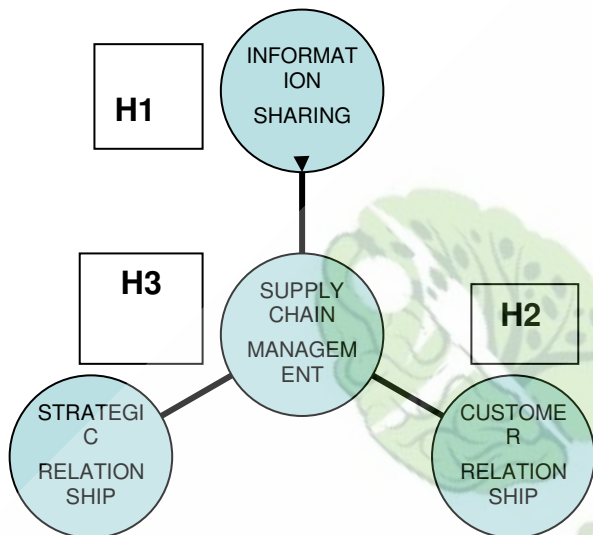 INFORMAT
ION
SHARING
H1
H3
SUPPLY
CHAIN
MANAGEM
ENT
H2
STRATEGI
C
RELATION
SHIP
CUSTOME
R
RELATION
SHIP